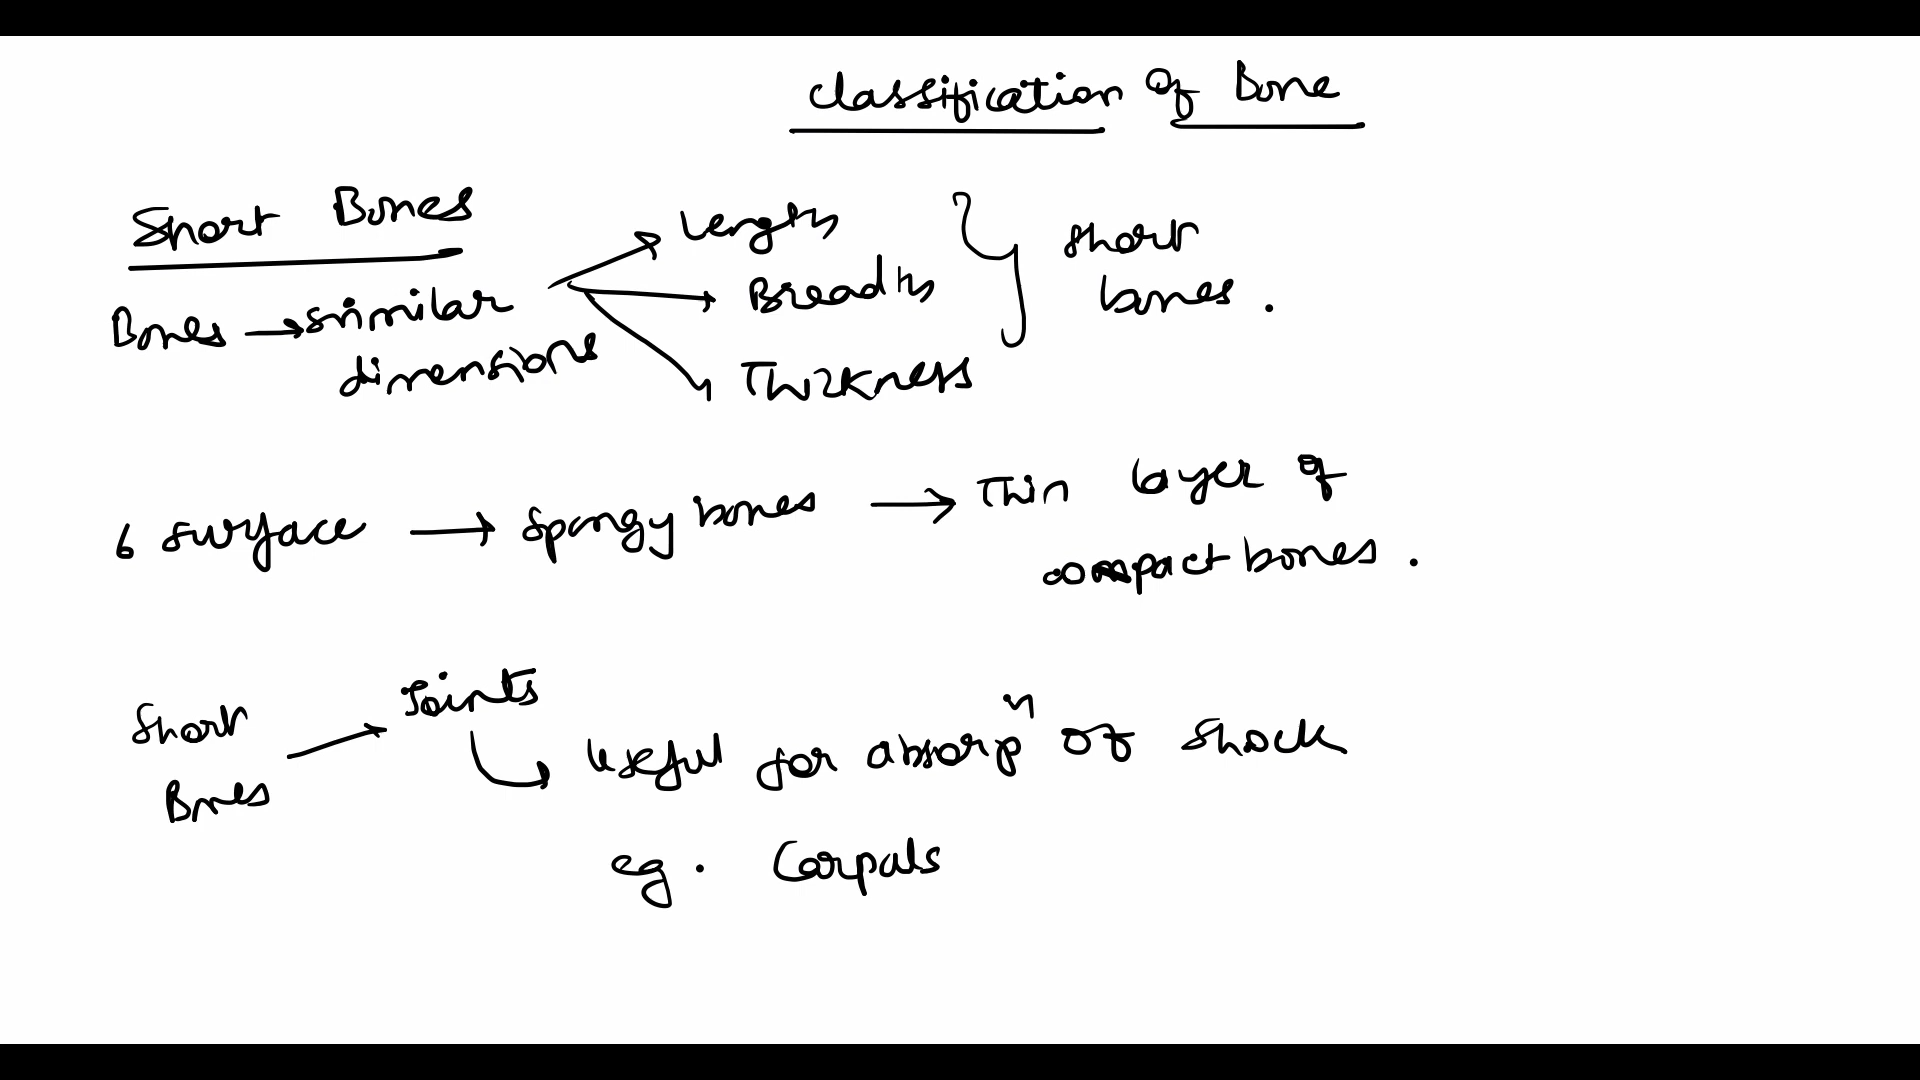 Classification of Bone
Short Bones
Bones → similar dimensions
Length
Breadth
Thickness
short bones.
6 surface → spongy bones → Thin layer of
compact bones.
Short Bones → Joints
Useful for absorpⁿ of shock
eg. Carpals